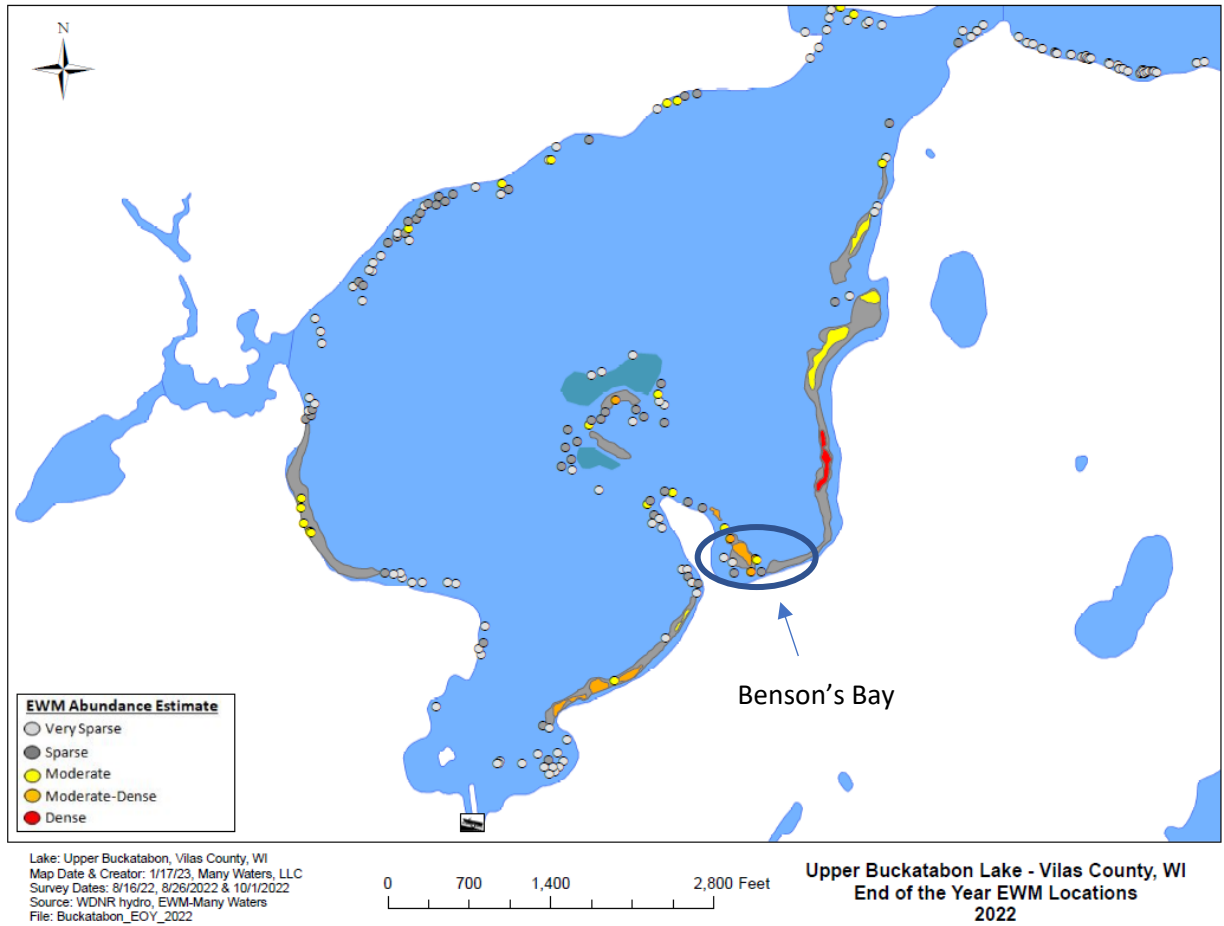 N
Benson's Bay
EWM Abundance Estimate
Very Sparse
Sparse
Moderate
Moderate-Dense
Dense
Lake: Upper Buckatabon, Vilas County, WI
Map Date & Creator: 1/17/23, Many Waters, LLC
Survey Dates: 8/16/22, 8/26/2022 & 10/1/2022
Source: WDNR hydro, EWM-Many Waters
File: Buckatabon_EOY_2022
0 700 1,400 2,800 Feet
Upper Buckatabon Lake - Vilas County, WI
End of the Year EWM Locations
2022